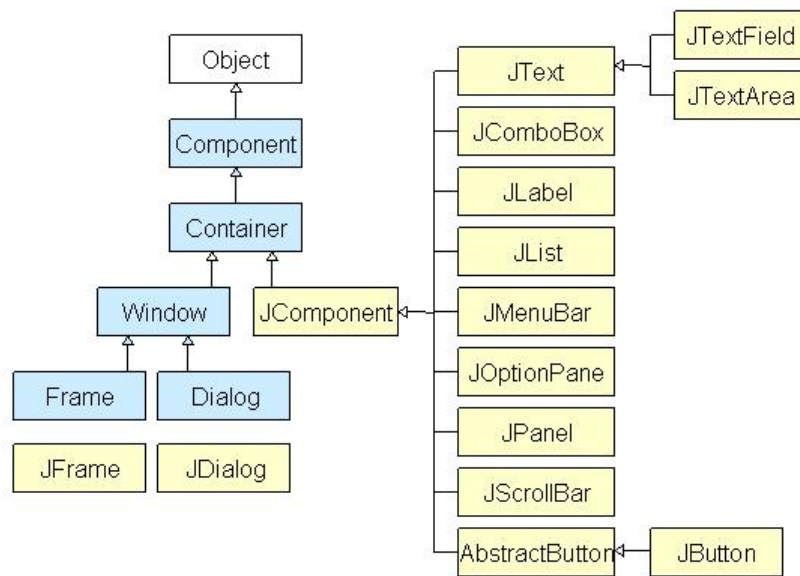 Object
Component
Container
Window
JComponent
Frame
Dialog
JFrame
JDialog
JText
JComboBox
JLabel
JList
JMenuBar
JOptionPane
JPanel
JScrollBar
AbstractButton
JTextField
JTextArea
JButton